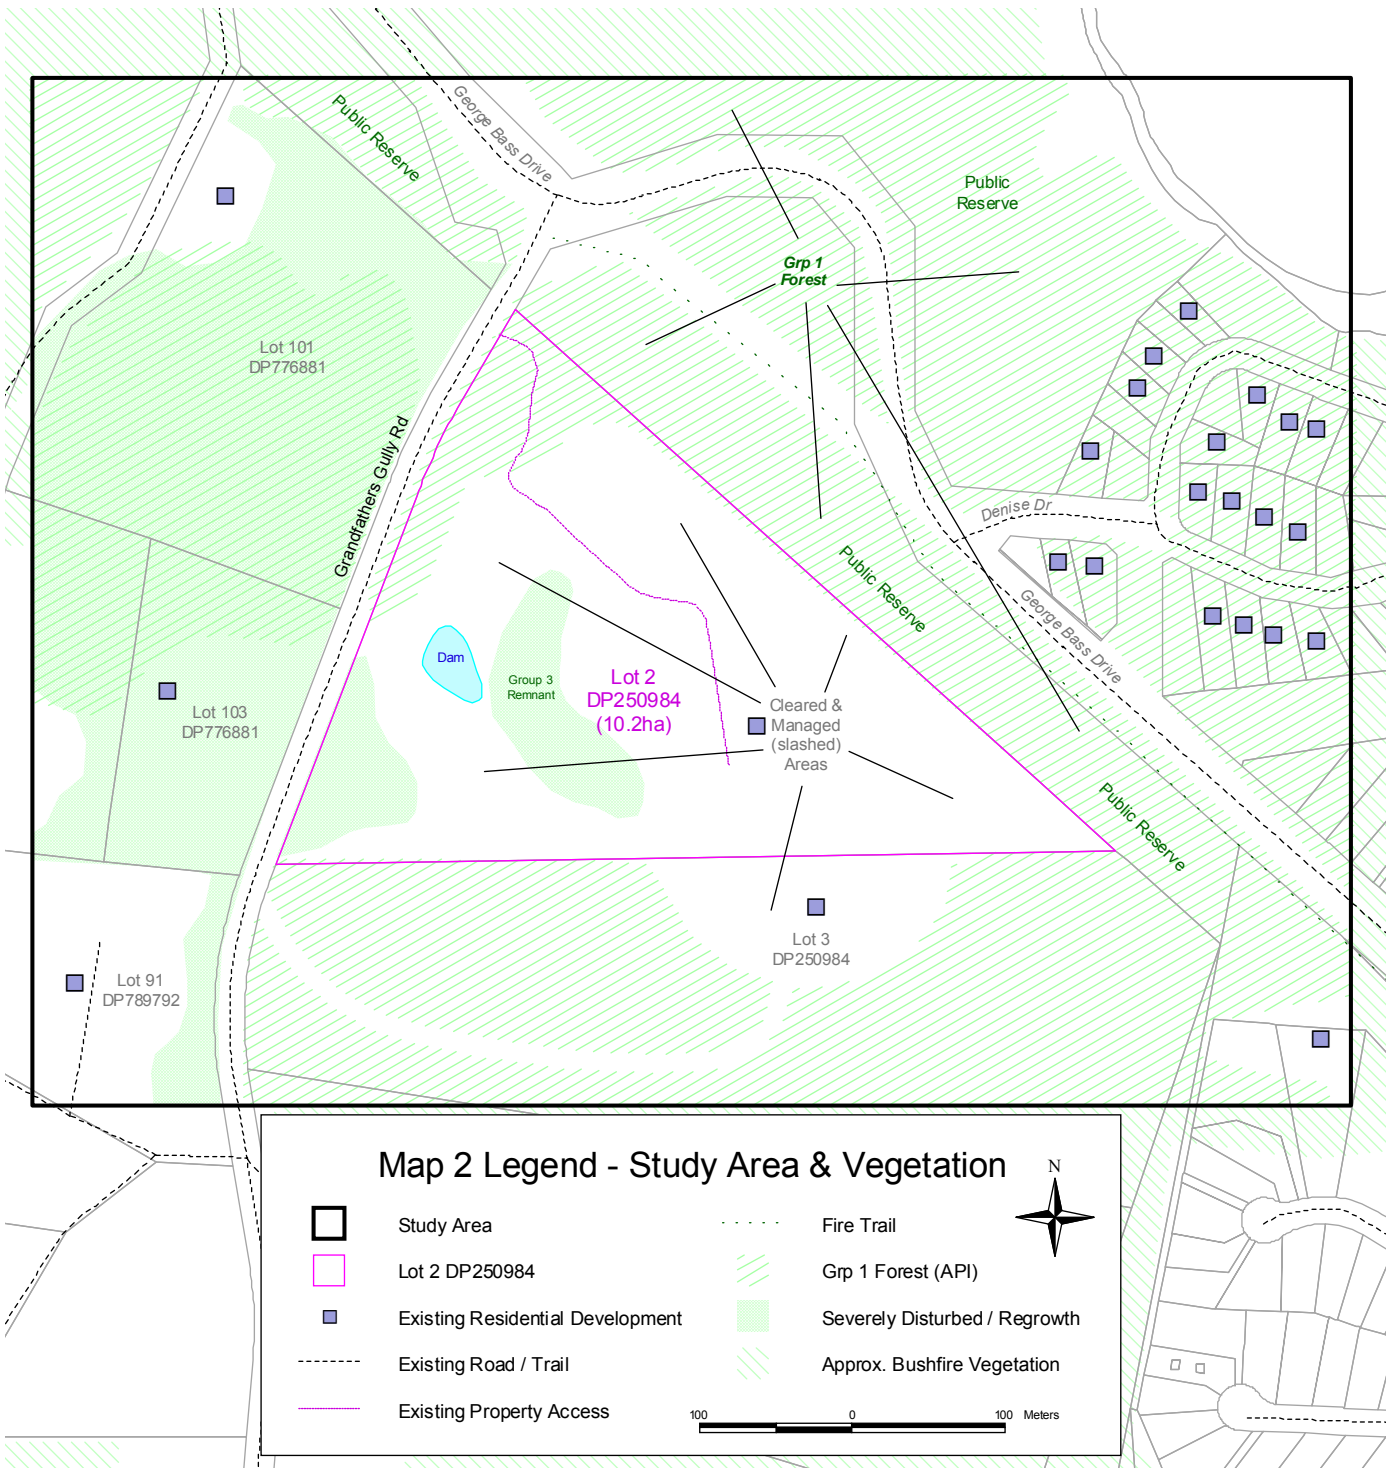 Public Reserve
George Bass Drive
Public
Reserve
Grp 1
Forest
Lot 101
DP776881
Grandfathers Gully Rd
Denise Dr
Public Reserve
George Bass Drive
Dam
Group 3
Remnant
Lot 2
DP250984
(10.2ha)
Cleared &
Managed
(slashed)
Areas
Lot 103
DP776881
Public Reserve
Lot 3
DP250984
Lot 91
DP789792
Map 2 Legend - Study Area & Vegetation
N
Study Area
Fire Trail
Lot 2 DP250984
Grp 1 Forest (API)
Existing Residential Development
Severely Disturbed / Regrowth
Existing Road / Trail
Approx. Bushfire Vegetation
Existing Property Access
100 0 100 Meters